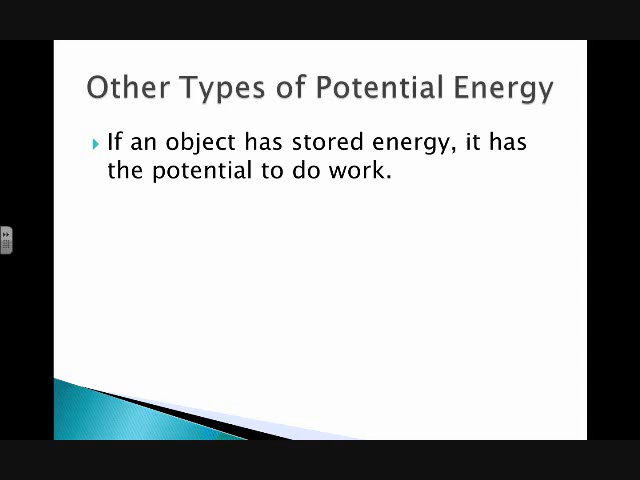 Other Types of Potential Energy
If an object has stored energy, it has
the potential to do work.